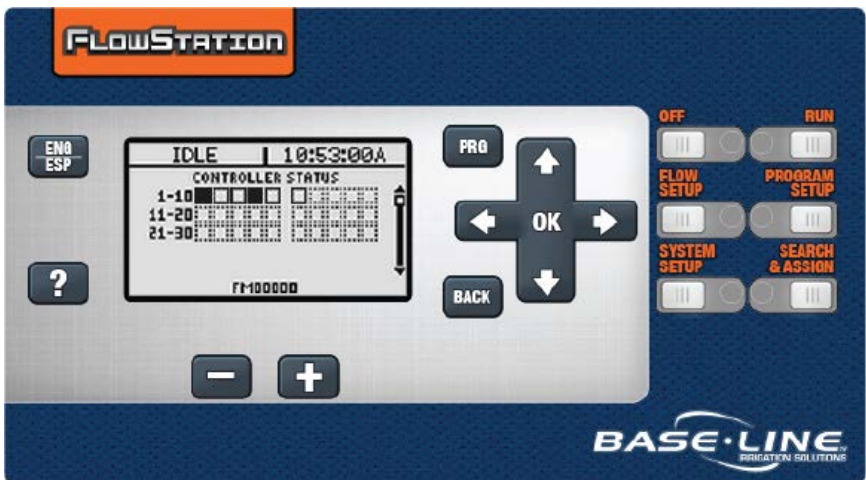 FLOWSTATION
ENG
ESP
?
IDLE | 10:53:00A
CONTROLLER STATUS
1-10
11-20
21-30
FM00000
PRG
OK
BACK
- +
OFF RUN
FLOW SETUP PROGRAM SETUP
SYSTEM SETUP SEARCH & ASSIGN
BASE·LINE™
IRRIGATION SOLUTIONS